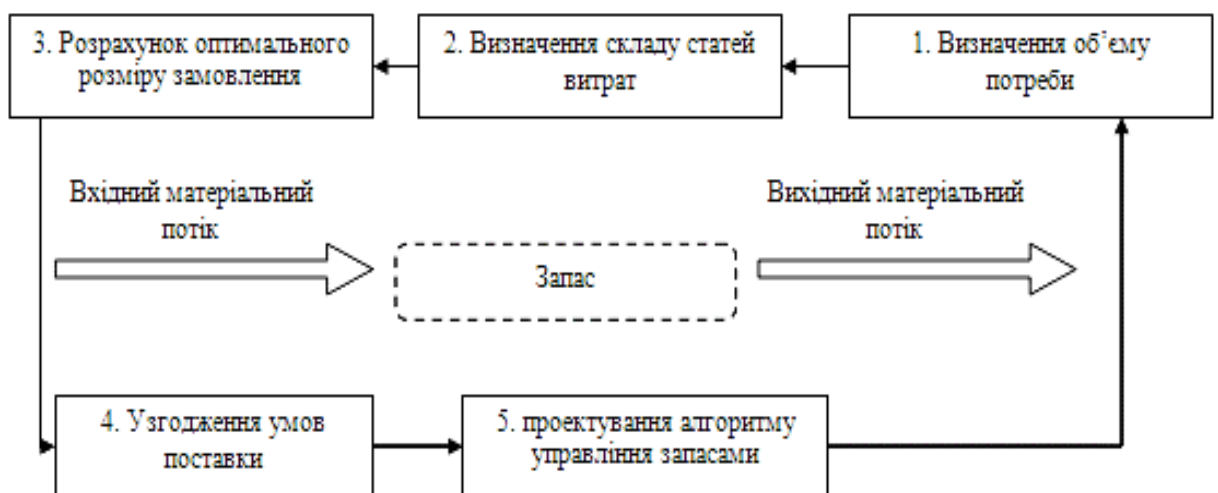 3. Розрахунок оптимального
розміру замовлення
2. Визначення складу статей
витрат
1. Визначення об’єму
потреби
Вхідний матеріальний
потік
Запас
Вихідний матеріальний
потік
4. Узгодження умов
поставки
5. проектування алгоритму
управління запасами